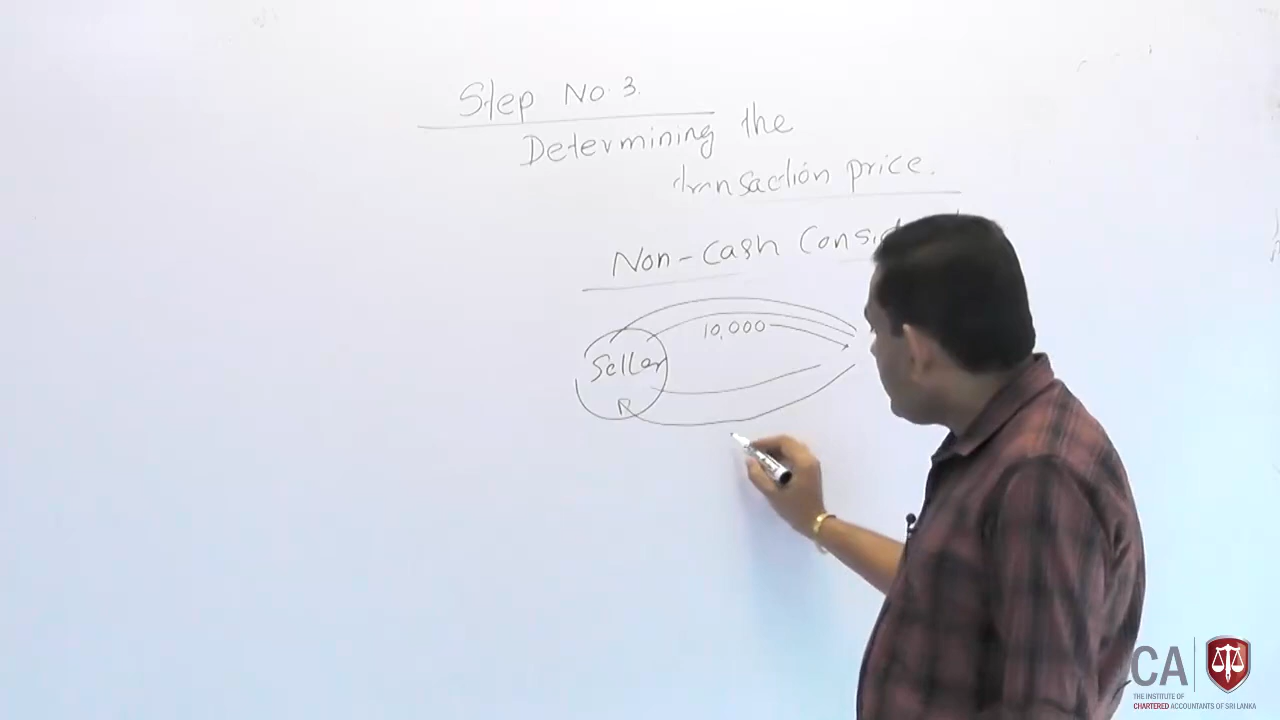 Step No. 3.
Determining the
transaction price.
Non-Cash
10,000
Seller
CA
THE INSTITUTE OF
CHARTERED ACCOUNTANTS OF SRI LANKA